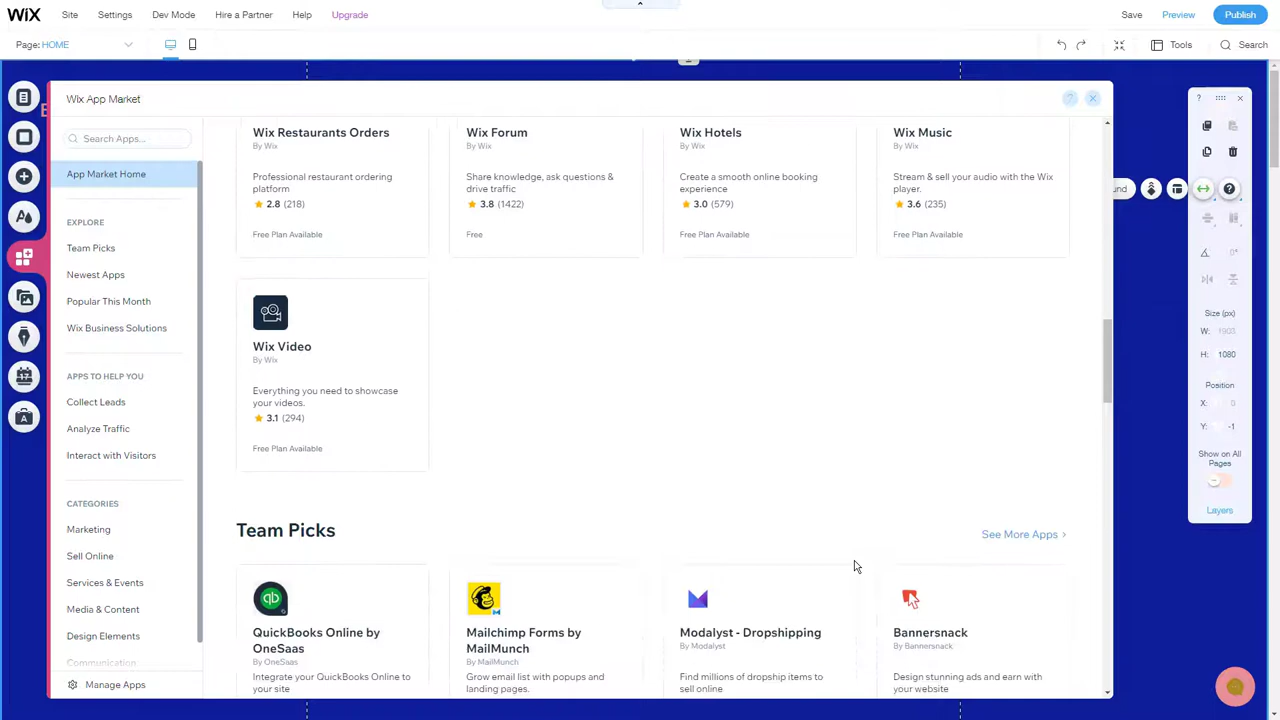 WiX Site Settings Dev Mode Hire a Partner Help Upgrade Save Preview Publish
Page: HOME Tools Search
Wix App Market
Search Apps...
App Market Home
EXPLORE
Team Picks
Newest Apps
Popular This Month
Wix Business Solutions
APPS TO HELP YOU
Collect Leads
Analyze Traffic
Interact with Visitors
CATEGORIES
Marketing
Sell Online
Services & Events
Media & Content
Design Elements
Communication
Manage Apps
Wix Restaurants Orders
By Wix
Professional restaurant ordering
platform
2.8 (218)
Free Plan Available
Wix Forum
By Wix
Share knowledge, ask questions &
drive traffic
3.8 (1422)
Free
Wix Hotels
By Wix
Create a smooth online booking
experience
3.0 (579)
Free Plan Available
Wix Music
By Wix
Stream & sell your audio with the Wix
player.
3.6 (235)
Free Plan Available
Wix Video
By Wix
Everything you need to showcase
your videos.
3.1 (294)
Free Plan Available
Team Picks
See More Apps >
qb
QuickBooks Online by
OneSaas
By OneSaas
Integrate your QuickBooks Online to
your site
Mailchimp Forms by
MailMunch
By MailMunch
Grow email list with popups and
landing pages.
Modalyst - Dropshipping
By Modalyst
Find millions of dropship items to
sell online
Bannersnack
By Bannersnack
Design stunning ads and earn with
your website
und
0°
Size (px)
W: 1903
H: 1080
Position
X: 0
Y: -1
Show on All
Pages
Layers